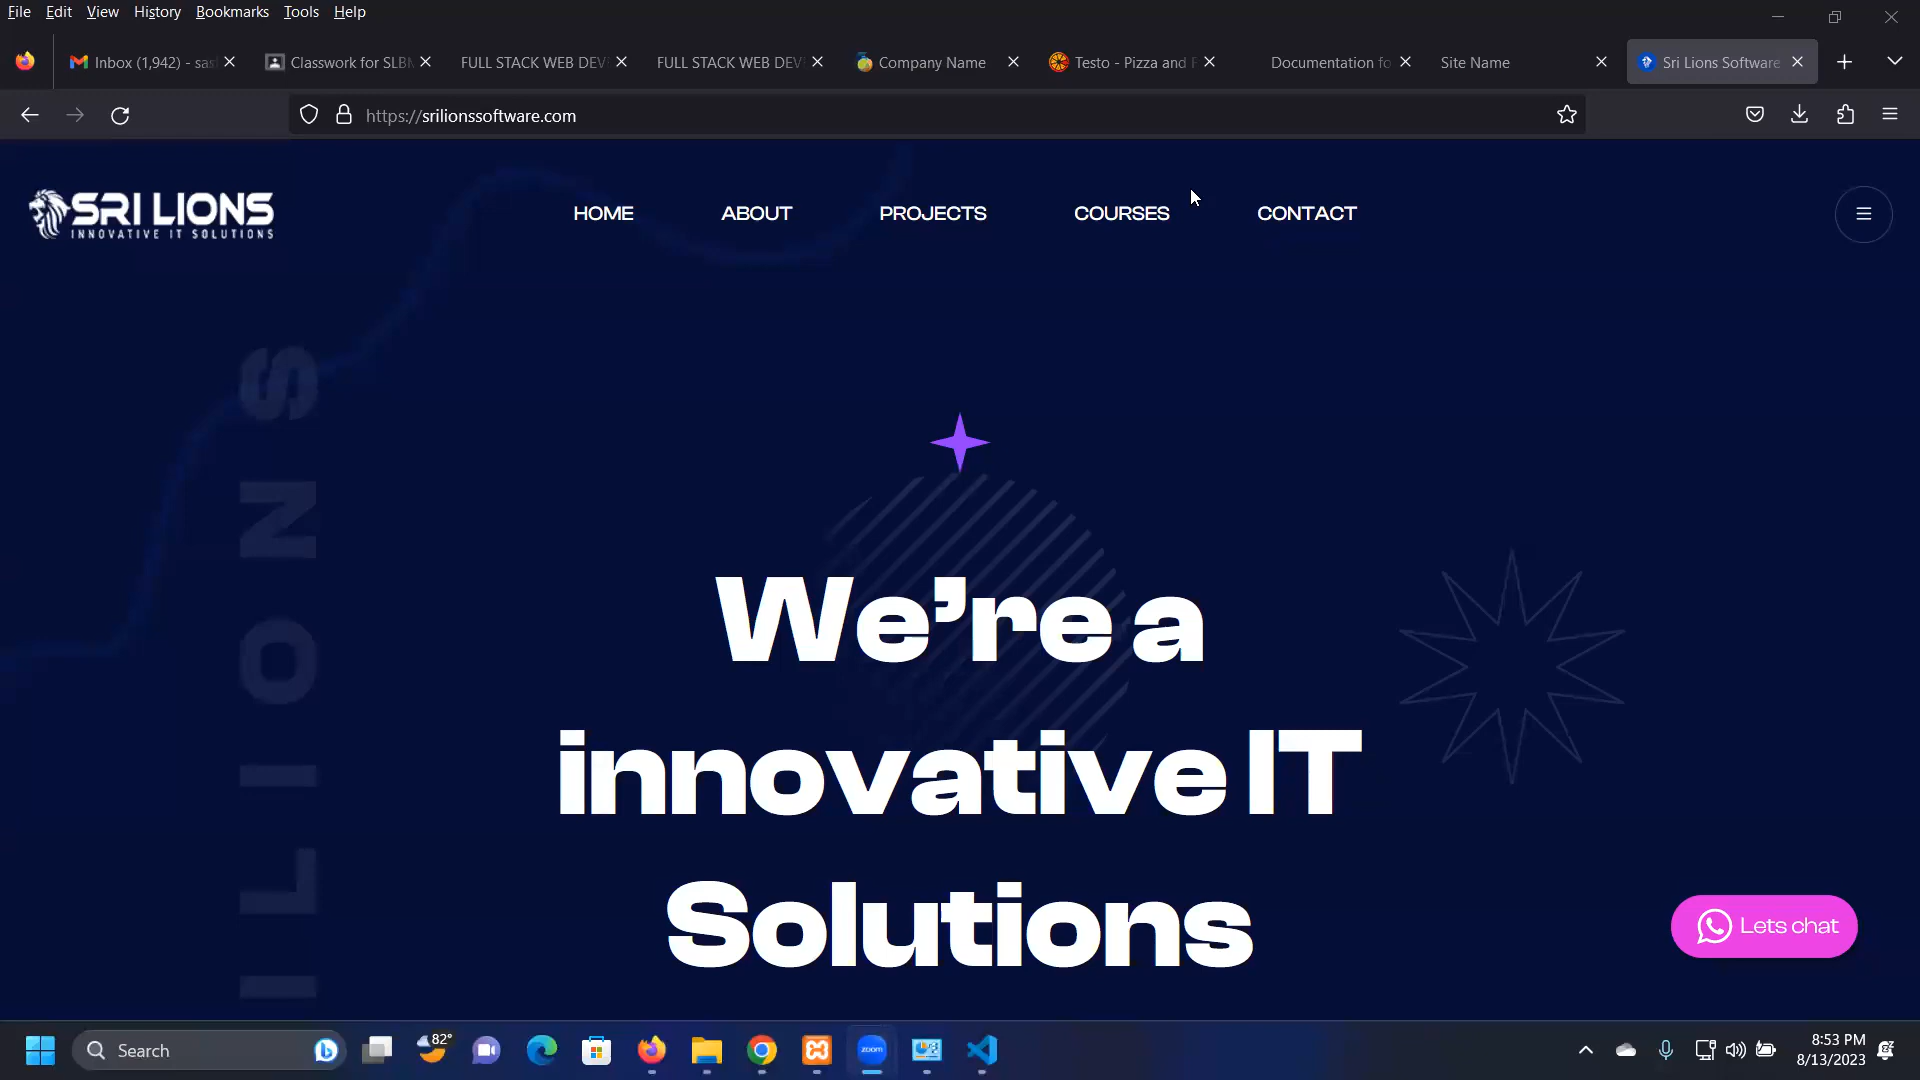 File Edit View History Bookmarks Tools Help
Inbox (1,942) - sas
Classwork for SLBN
FULL STACK WEB DEV
FULL STACK WEB DEV
Company Name
Testo - Pizza and F
Documentation fo
Site Name
Sri Lions Software
https://srilionssoftware.com
SRI LIONS
INNOVATIVE IT SOLUTIONS
HOME ABOUT PROJECTS COURSES CONTACT
I LIONS
We're a
innovative IT
Solutions
Lets chat
Search
82°
zoom
8:53 PM
8/13/2023